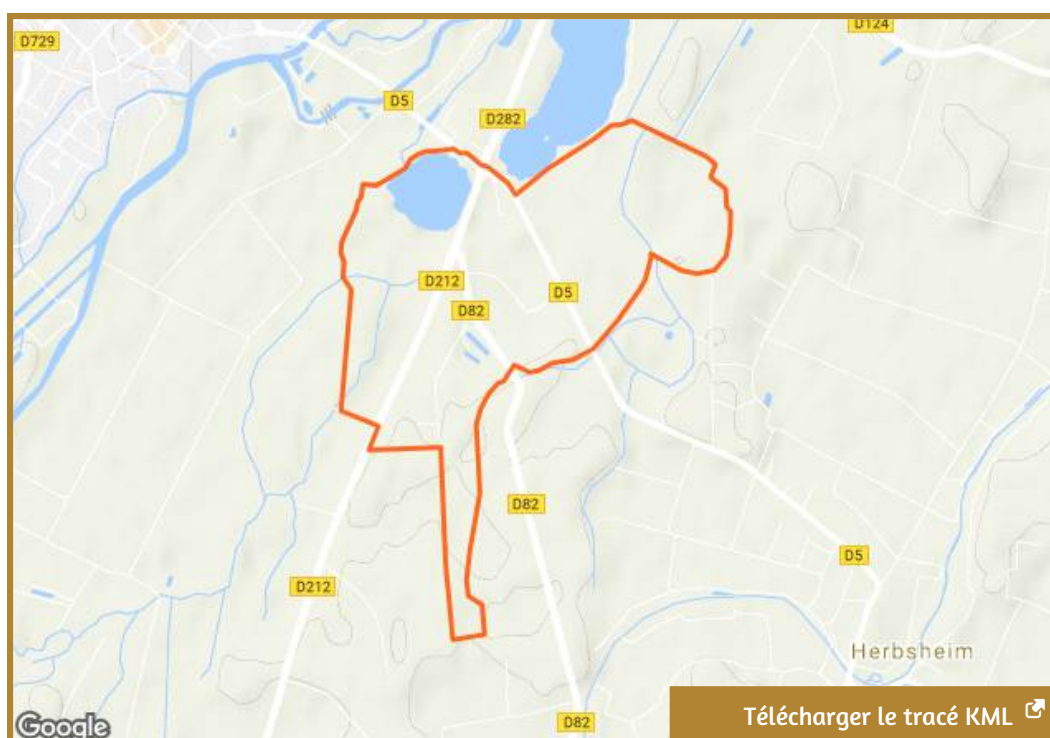 D729
D124
D5
D282
D212
D5
D82
D82
D5
D212
Herbsheim
D82
Télécharger le tracé KML
Google